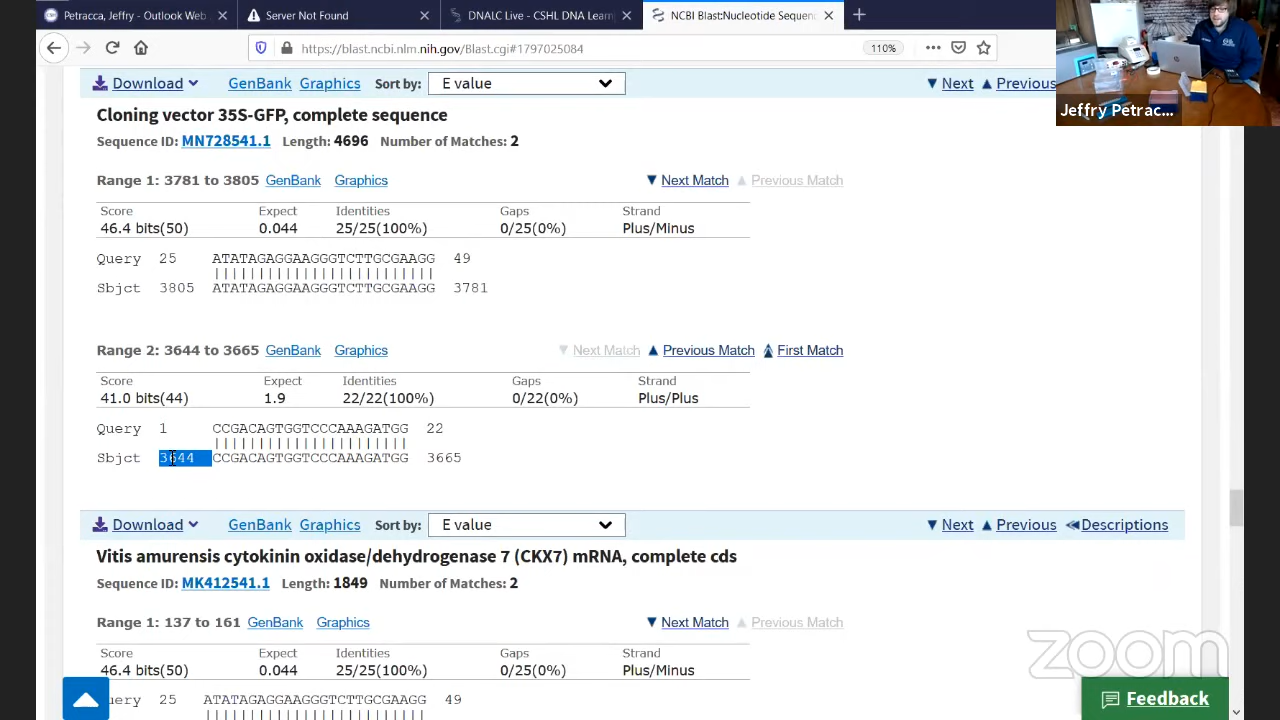 Petracca, Jeffry - Outlook Web
Server Not Found
CSHL DNA Learn
NCBI Blast:Nucleotide Sequenc
https://blast.ncbi.nlm.nih.gov/Blast.cgi#1797025084
110%
Jeffry Petrac...
Download GenBank Graphics Sort by: E value Next Previous
Cloning vector 35S-GFP, complete sequence
Sequence ID: MN728541.1 Length: 4696 Number of Matches: 2
Range 1: 3781 to 3805 GenBank Graphics Next Match Previous Match
Score Expect Identities Gaps Strand
46.4 bits(50) 0.044 25/25(100%) 0/25(0%) Plus/Minus
Query 25 ATATAGAGGAAGGGTCTTGCGAAGG 49
|||||||||||||||||||||||||
Sbjct 3805 ATATAGAGGAAGGGTCTTGCGAAGG 3781
Range 2: 3644 to 3665 GenBank Graphics Next Match Previous Match First Match
Score Expect Identities Gaps Strand
41.0 bits(44) 1.9 22/22(100%) 0/22(0%) Plus/Plus
Query 1 CCGACAGTGGTCCCAAAGATGG 22
||||||||||||||||||||||
Sbjct 3644 CCGACAGTGGTCCCAAAGATGG 3665
Download GenBank Graphics Sort by: E value Next Previous Descriptions
Vitis amurensis cytokinin oxidase/dehydrogenase 7 (CKX7) mRNA, complete cds
Sequence ID: MK412541.1 Length: 1849 Number of Matches: 2
Range 1: 137 to 161 GenBank Graphics Next Match Previous Match
Score Expect Identities Gaps Strand
46.4 bits(50) 0.044 25/25(100%) 0/25(0%) Plus/Plus
Query 25 ATATAGAGGAAGGGTCTTGCGAAGG 49
|||||||||||||||||||||||||
zoom
Feedback